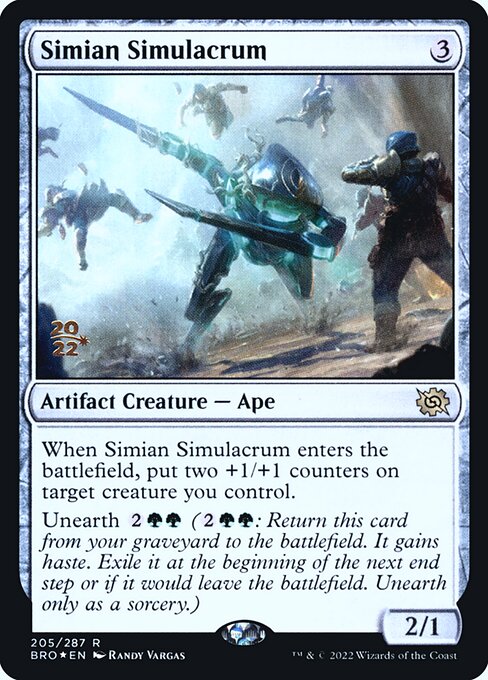 Simian Simulacrum 3
20
22
Artifact Creature — Ape
When Simian Simulacrum enters the
battlefield, put two +1/+1 counters on
target creature you control.
Unearth 2 (2: Return this card
from your graveyard to the battlefield. It gains
haste. Exile it at the beginning of the next end
step or if it would leave the battlefield. Unearth
only as a sorcery.)
2/1
205/287 R
BRO★EN Randy Vargas
™ & © 2022 Wizards of the Coast